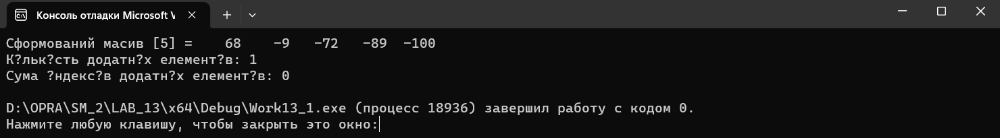 Консоль отладки Microsoft V
Сформований масив [5] =    68    -9   -72   -89  -100
К?льк?сть додатн?х елемент?в: 1
Сума ?ндекс?в додатн?х елемент?в: 0
D:\OPRA\SM_2\LAB_13\x64\Debug\Work13_1.exe (процесс 18936) завершил работу с кодом 0.
Нажмите любую клавишу, чтобы закрыть это окно: